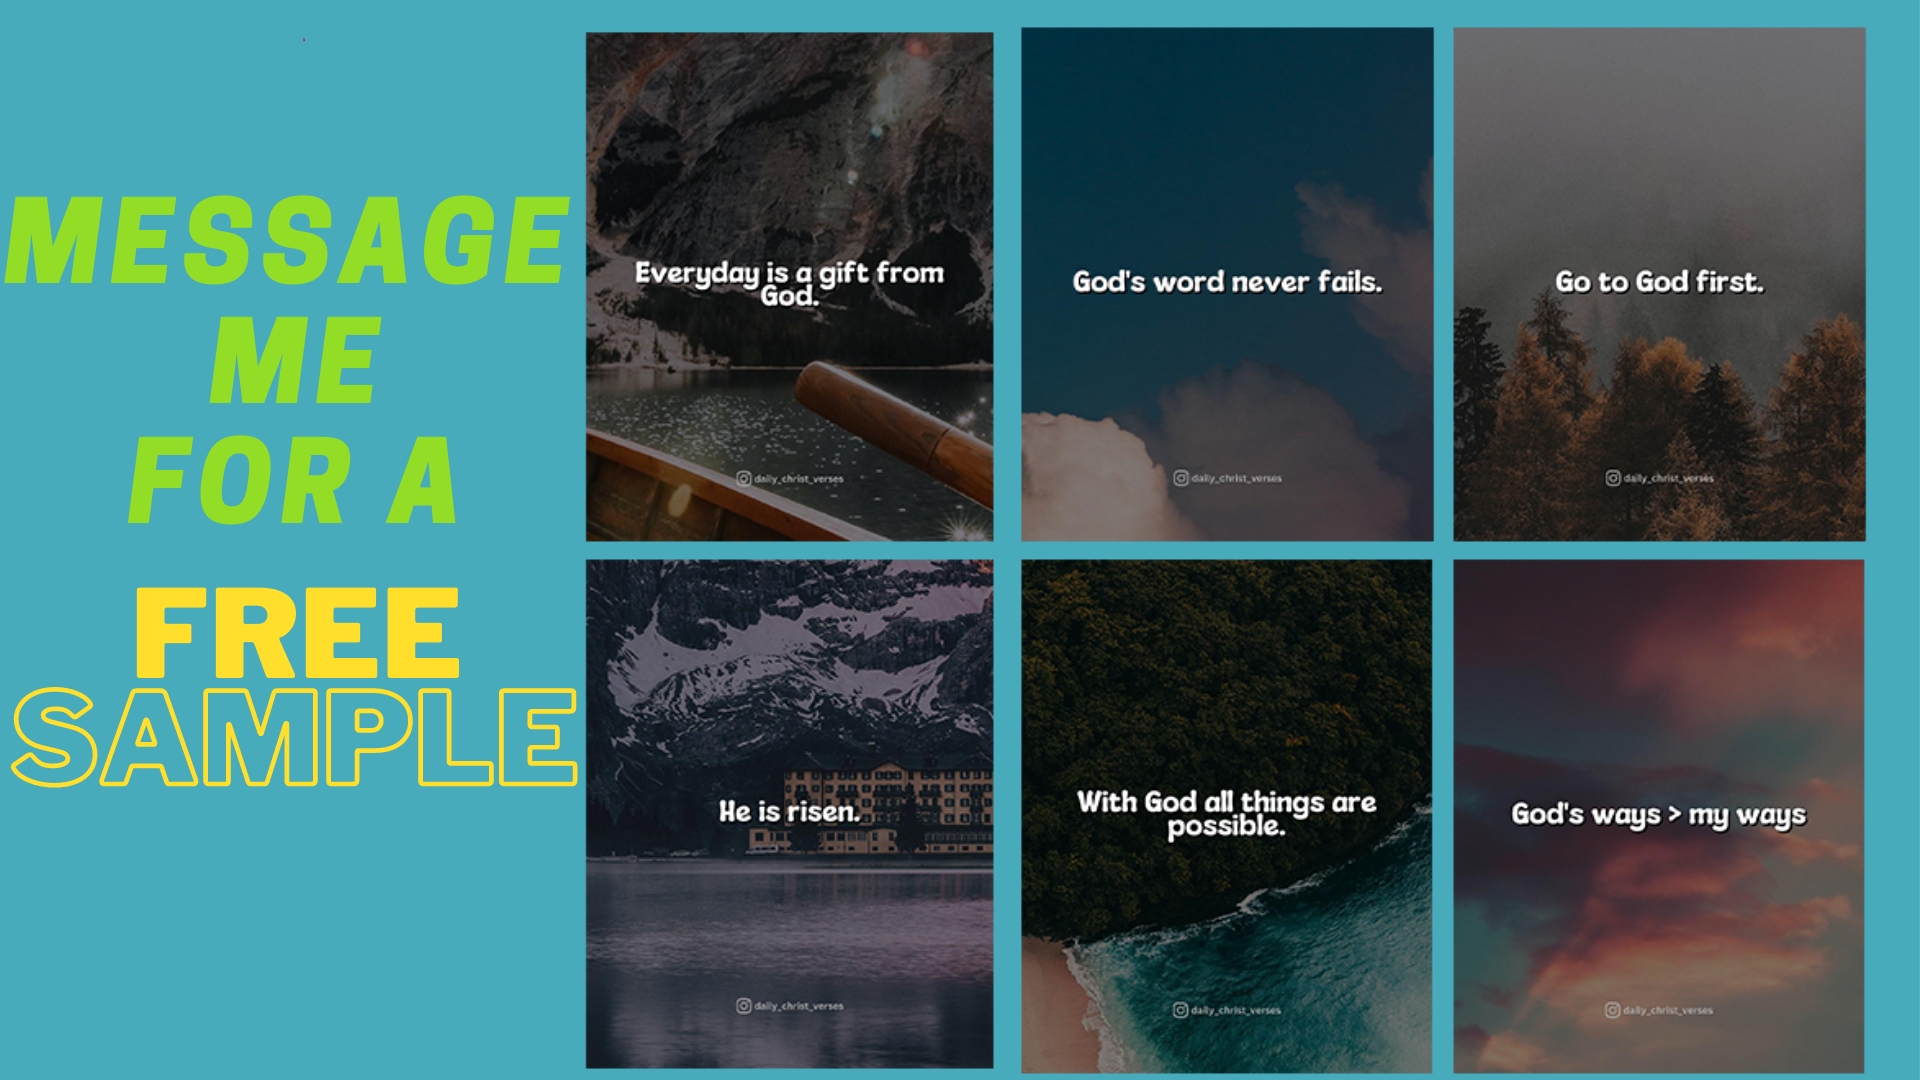 MESSAGE
ME
FOR A
FREE
SAMPLE
Everyday is a gift from
God.
daily_christ_verses
God's word never fails.
daily_christ_verses
Go to God first.
daily_christ_verses
He is risen.
daily_christ_verses
With God all things are
possible.
daily_christ_verses
God's ways > my ways
daily_christ_verses